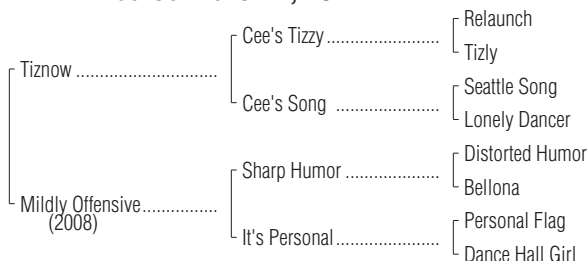 Relaunch
Cee's Tizzy
Tizly
Tiznow
Seattle Song
Cee's Song
Lonely Dancer
Distorted Humor
Sharp Humor
Bellona
Mildly Offensive
(2008)
Personal Flag
It's Personal
Dance Hall Girl